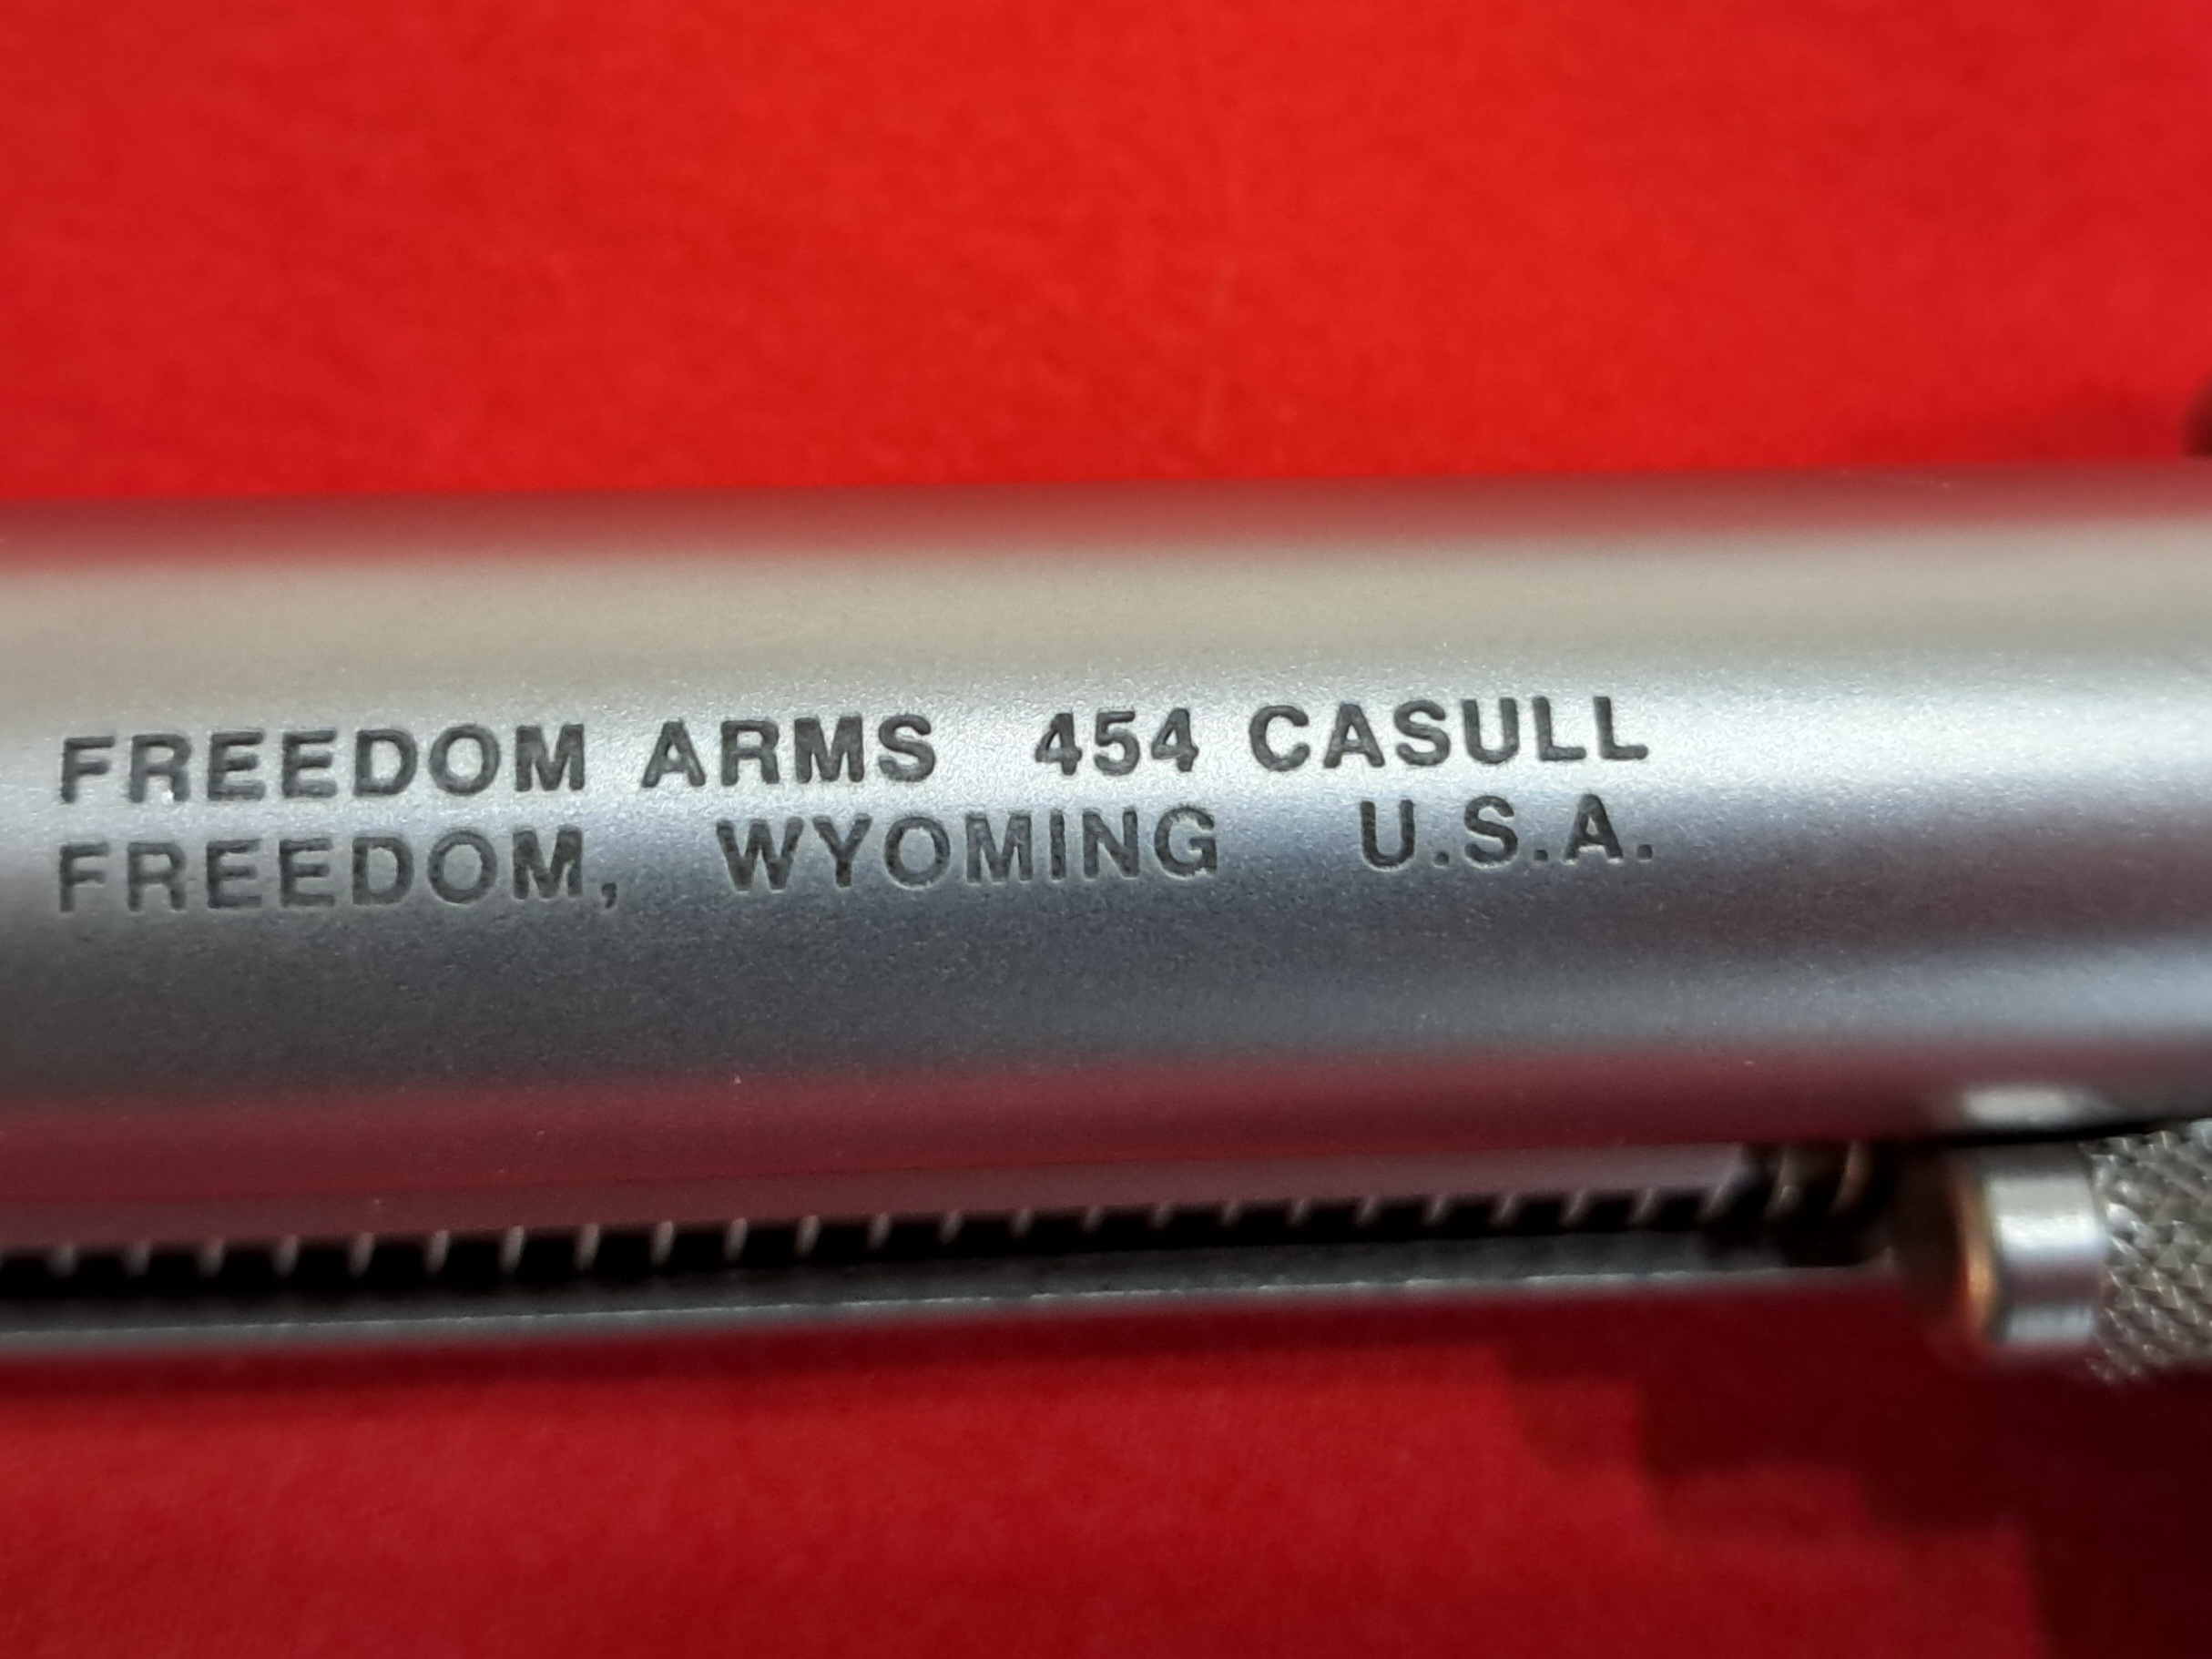 FREEDOM ARMS 454 CASULL
FREEDOM, WYOMING U.S.A.